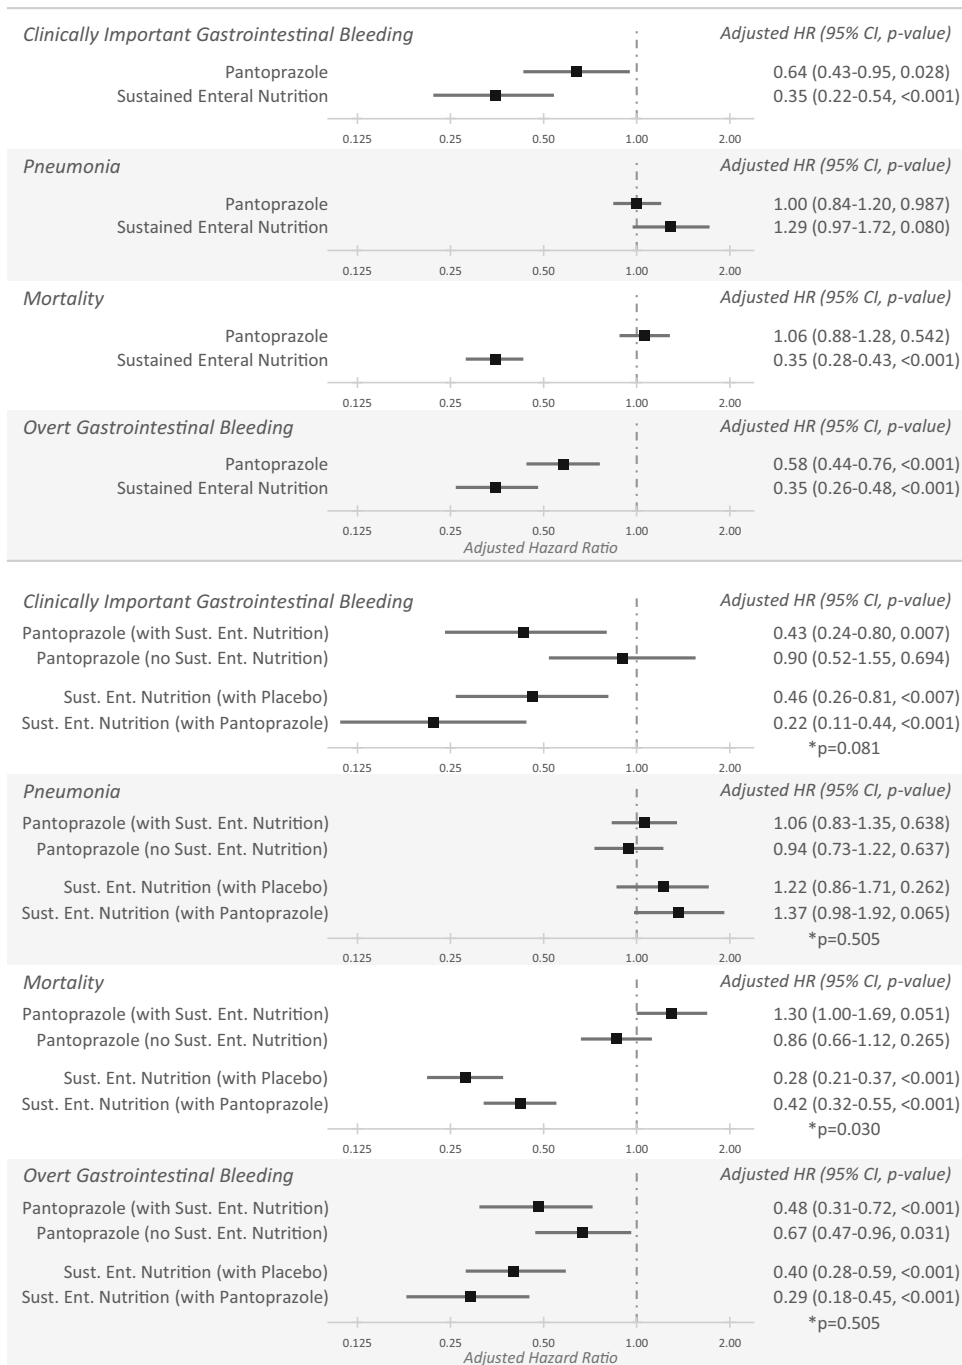 Clinically Important Gastrointestinal Bleeding Adjusted HR (95% CI, p-value)
Pantoprazole 0.64 (0.43-0.95, 0.028)
Sustained Enteral Nutrition 0.35 (0.22-0.54, <0.001)
0.125 0.25 0.50 1.00 2.00
Pneumonia Adjusted HR (95% CI, p-value)
Pantoprazole 1.00 (0.84-1.20, 0.987)
Sustained Enteral Nutrition 1.29 (0.97-1.72, 0.080)
0.125 0.25 0.50 1.00 2.00
Mortality Adjusted HR (95% CI, p-value)
Pantoprazole 1.06 (0.88-1.28, 0.542)
Sustained Enteral Nutrition 0.35 (0.28-0.43, <0.001)
0.125 0.25 0.50 1.00 2.00
Overt Gastrointestinal Bleeding Adjusted HR (95% CI, p-value)
Pantoprazole 0.58 (0.44-0.76, <0.001)
Sustained Enteral Nutrition 0.35 (0.26-0.48, <0.001)
0.125 0.25 0.50 1.00 2.00
Adjusted Hazard Ratio
Clinically Important Gastrointestinal Bleeding Adjusted HR (95% CI, p-value)
Pantoprazole (with Sust. Ent. Nutrition) 0.43 (0.24-0.80, 0.007)
Pantoprazole (no Sust. Ent. Nutrition) 0.90 (0.52-1.55, 0.694)
Sust. Ent. Nutrition (with Placebo) 0.46 (0.26-0.81, <0.007)
Sust. Ent. Nutrition (with Pantoprazole) 0.22 (0.11-0.44, <0.001)
*p=0.081
0.125 0.25 0.50 1.00 2.00
Pneumonia Adjusted HR (95% CI, p-value)
Pantoprazole (with Sust. Ent. Nutrition) 1.06 (0.83-1.35, 0.638)
Pantoprazole (no Sust. Ent. Nutrition) 0.94 (0.73-1.22, 0.637)
Sust. Ent. Nutrition (with Placebo) 1.22 (0.86-1.71, 0.262)
Sust. Ent. Nutrition (with Pantoprazole) 1.37 (0.98-1.92, 0.065)
*p=0.505
0.125 0.25 0.50 1.00 2.00
Mortality Adjusted HR (95% CI, p-value)
Pantoprazole (with Sust. Ent. Nutrition) 1.30 (1.00-1.69, 0.051)
Pantoprazole (no Sust. Ent. Nutrition) 0.86 (0.66-1.12, 0.265)
Sust. Ent. Nutrition (with Placebo) 0.28 (0.21-0.37, <0.001)
Sust. Ent. Nutrition (with Pantoprazole) 0.42 (0.32-0.55, <0.001)
*p=0.030
0.125 0.25 0.50 1.00 2.00
Overt Gastrointestinal Bleeding Adjusted HR (95% CI, p-value)
Pantoprazole (with Sust. Ent. Nutrition) 0.48 (0.31-0.72, <0.001)
Pantoprazole (no Sust. Ent. Nutrition) 0.67 (0.47-0.96, 0.031)
Sust. Ent. Nutrition (with Placebo) 0.40 (0.28-0.59, <0.001)
Sust. Ent. Nutrition (with Pantoprazole) 0.29 (0.18-0.45, <0.001)
*p=0.505
0.125 0.25 0.50 1.00 2.00
Adjusted Hazard Ratio